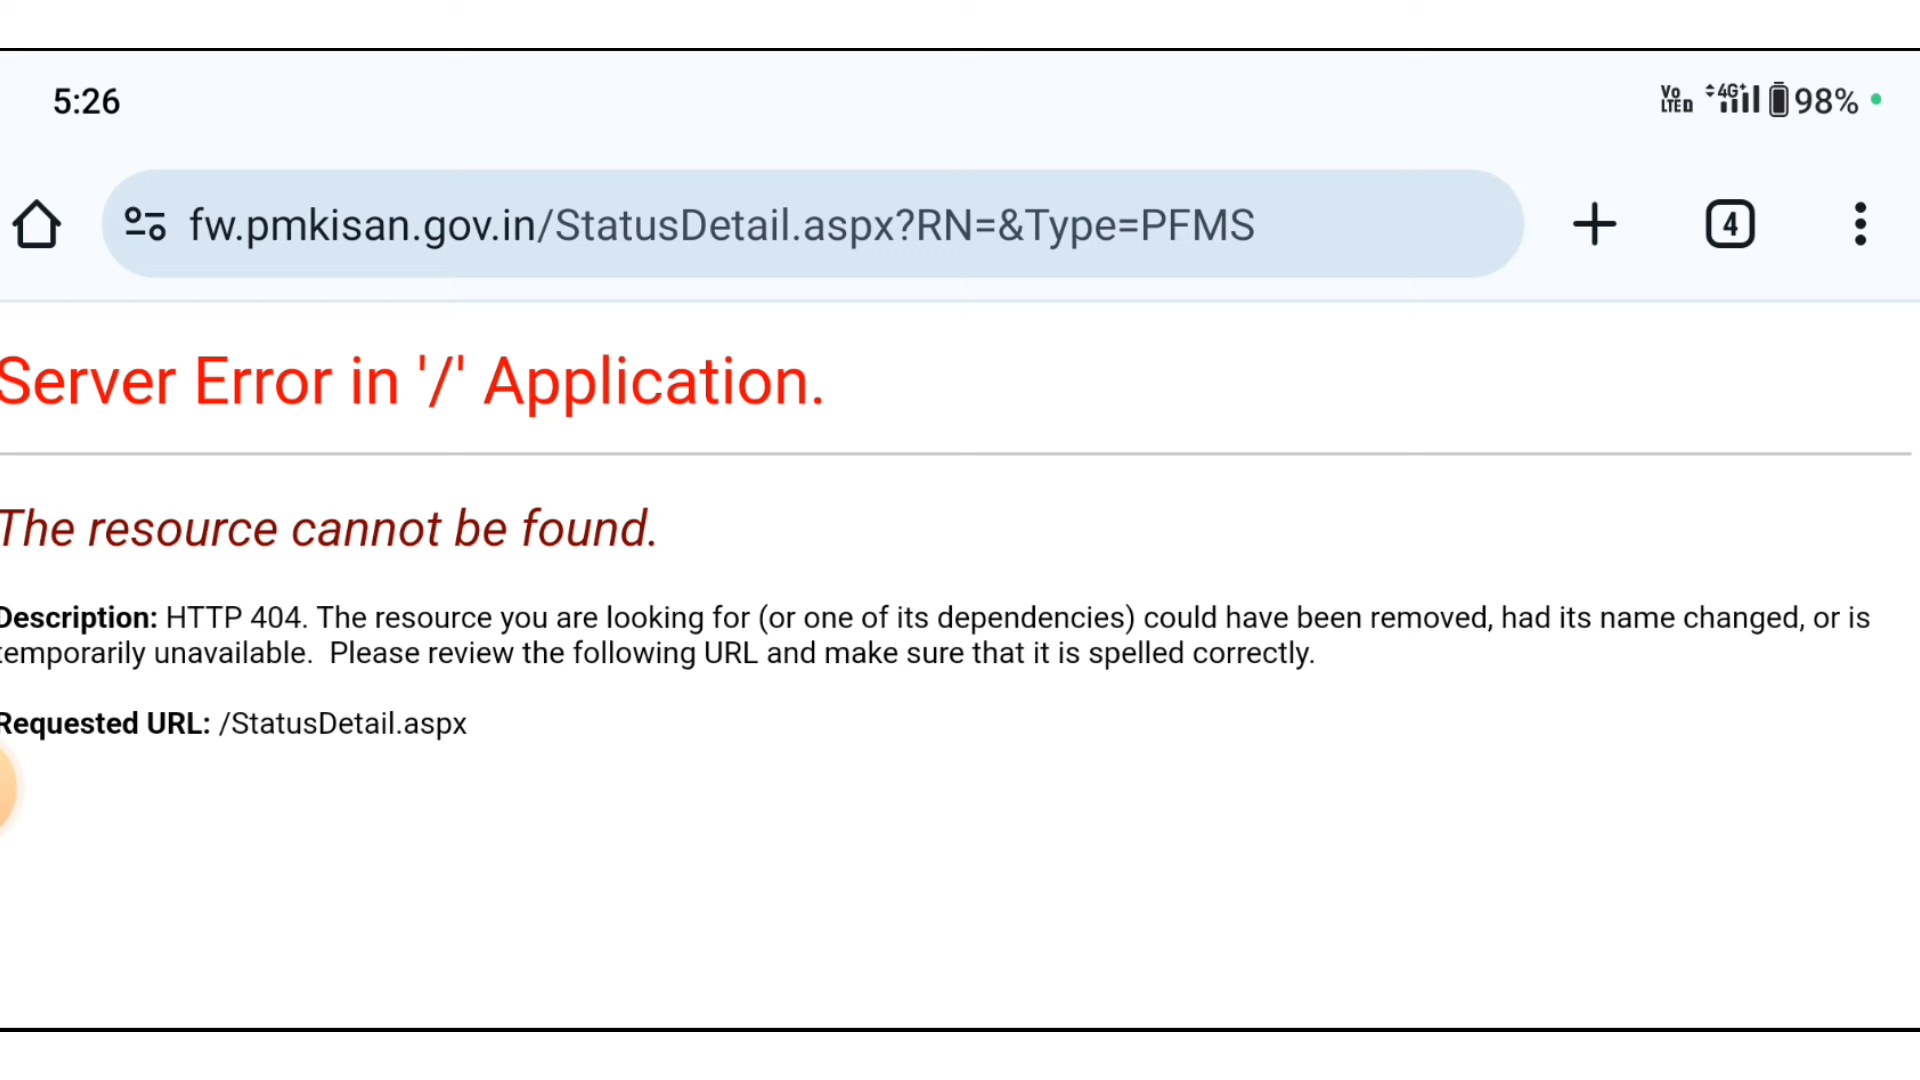 5:26
Vo LTE D 4G+ 98%
fw.pmkisan.gov.in/StatusDetail.aspx?RN=&Type=PFMS
4
Server Error in '/' Application.
The resource cannot be found.
Description: HTTP 404. The resource you are looking for (or one of its dependencies) could have been removed, had its name changed, or is
temporarily unavailable.  Please review the following URL and make sure that it is spelled correctly.
Requested URL: /StatusDetail.aspx